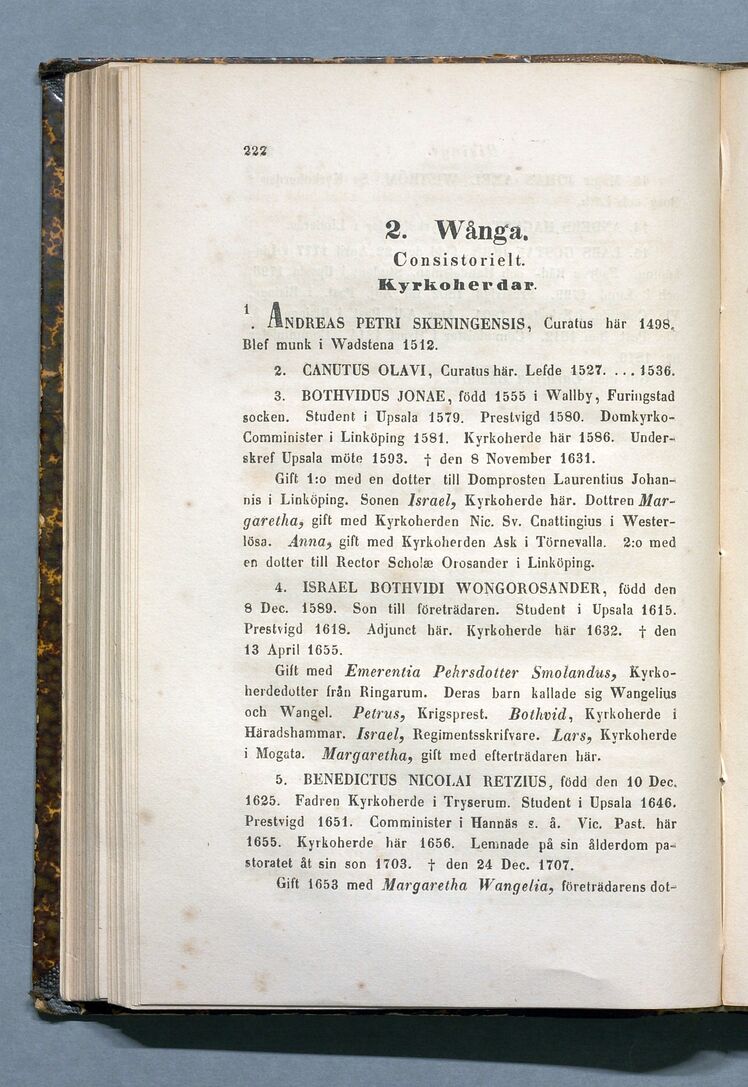 222
2. Wånga.
Consistorielt.
Kyrkoherdar.
1. ANDREAS PETRI SKENINGENSIS, Curatus här 1498.
Blef munk i Wadstena 1512.
2. CANUTUS OLAVI, Curatus här. Lefde 1527. ... 1536.
3. BOTHVIDUS JONAE, född 1555 i Wallby, Furingstad
socken. Student i Upsala 1579. Prestvigd 1580. Domkyrko-
Comminister i Linköping 1581. Kyrkoherde här 1586. Under-
skref Upsala möte 1593. † den 8 November 1631.
Gift 1:o med en dotter till Domprosten Laurentius Johan-
nis i Linköping. Sonen Israel, Kyrkoherde här. Dottren Mar-
garetha, gift med Kyrkoherden Nic. Sv. Cnattingius i Wester-
lösa. Anna, gift med Kyrkoherden Ask i Törnevalla. 2:o med
en dotter till Rector Scholæ Orosander i Linköping.
4. ISRAEL BOTHVIDI WONGOROSANDER, född den
8 Dec. 1589. Son till företrädaren. Student i Upsala 1615.
Prestvigd 1618. Adjunct här. Kyrkoherde här 1632. † den
13 April 1655.
Gift med Emerentia Pehrsdotter Smolandus, Kyrko-
herdedotter från Ringarum. Deras barn kallade sig Wangelius
och Wangel. Petrus, Krigsprest. Bothvid, Kyrkoherde i
Häradshammar. Israel, Regimentsskrifvare. Lars, Kyrkoherde
i Mogata. Margaretha, gift med efterträdaren här.
5. BENEDICTUS NICOLAI RETZIUS, född den 10 Dec.
1625. Fadren Kyrkoherde i Tryserum. Student i Upsala 1646.
Prestvigd 1651. Comminister i Hannäs s. å. Vic. Past. här
1655. Kyrkoherde här 1656. Lemnade på sin ålderdom pa-
storatet åt sin son 1703. † den 24 Dec. 1707.
Gift 1653 med Margaretha Wangelia, företrädarens dot-